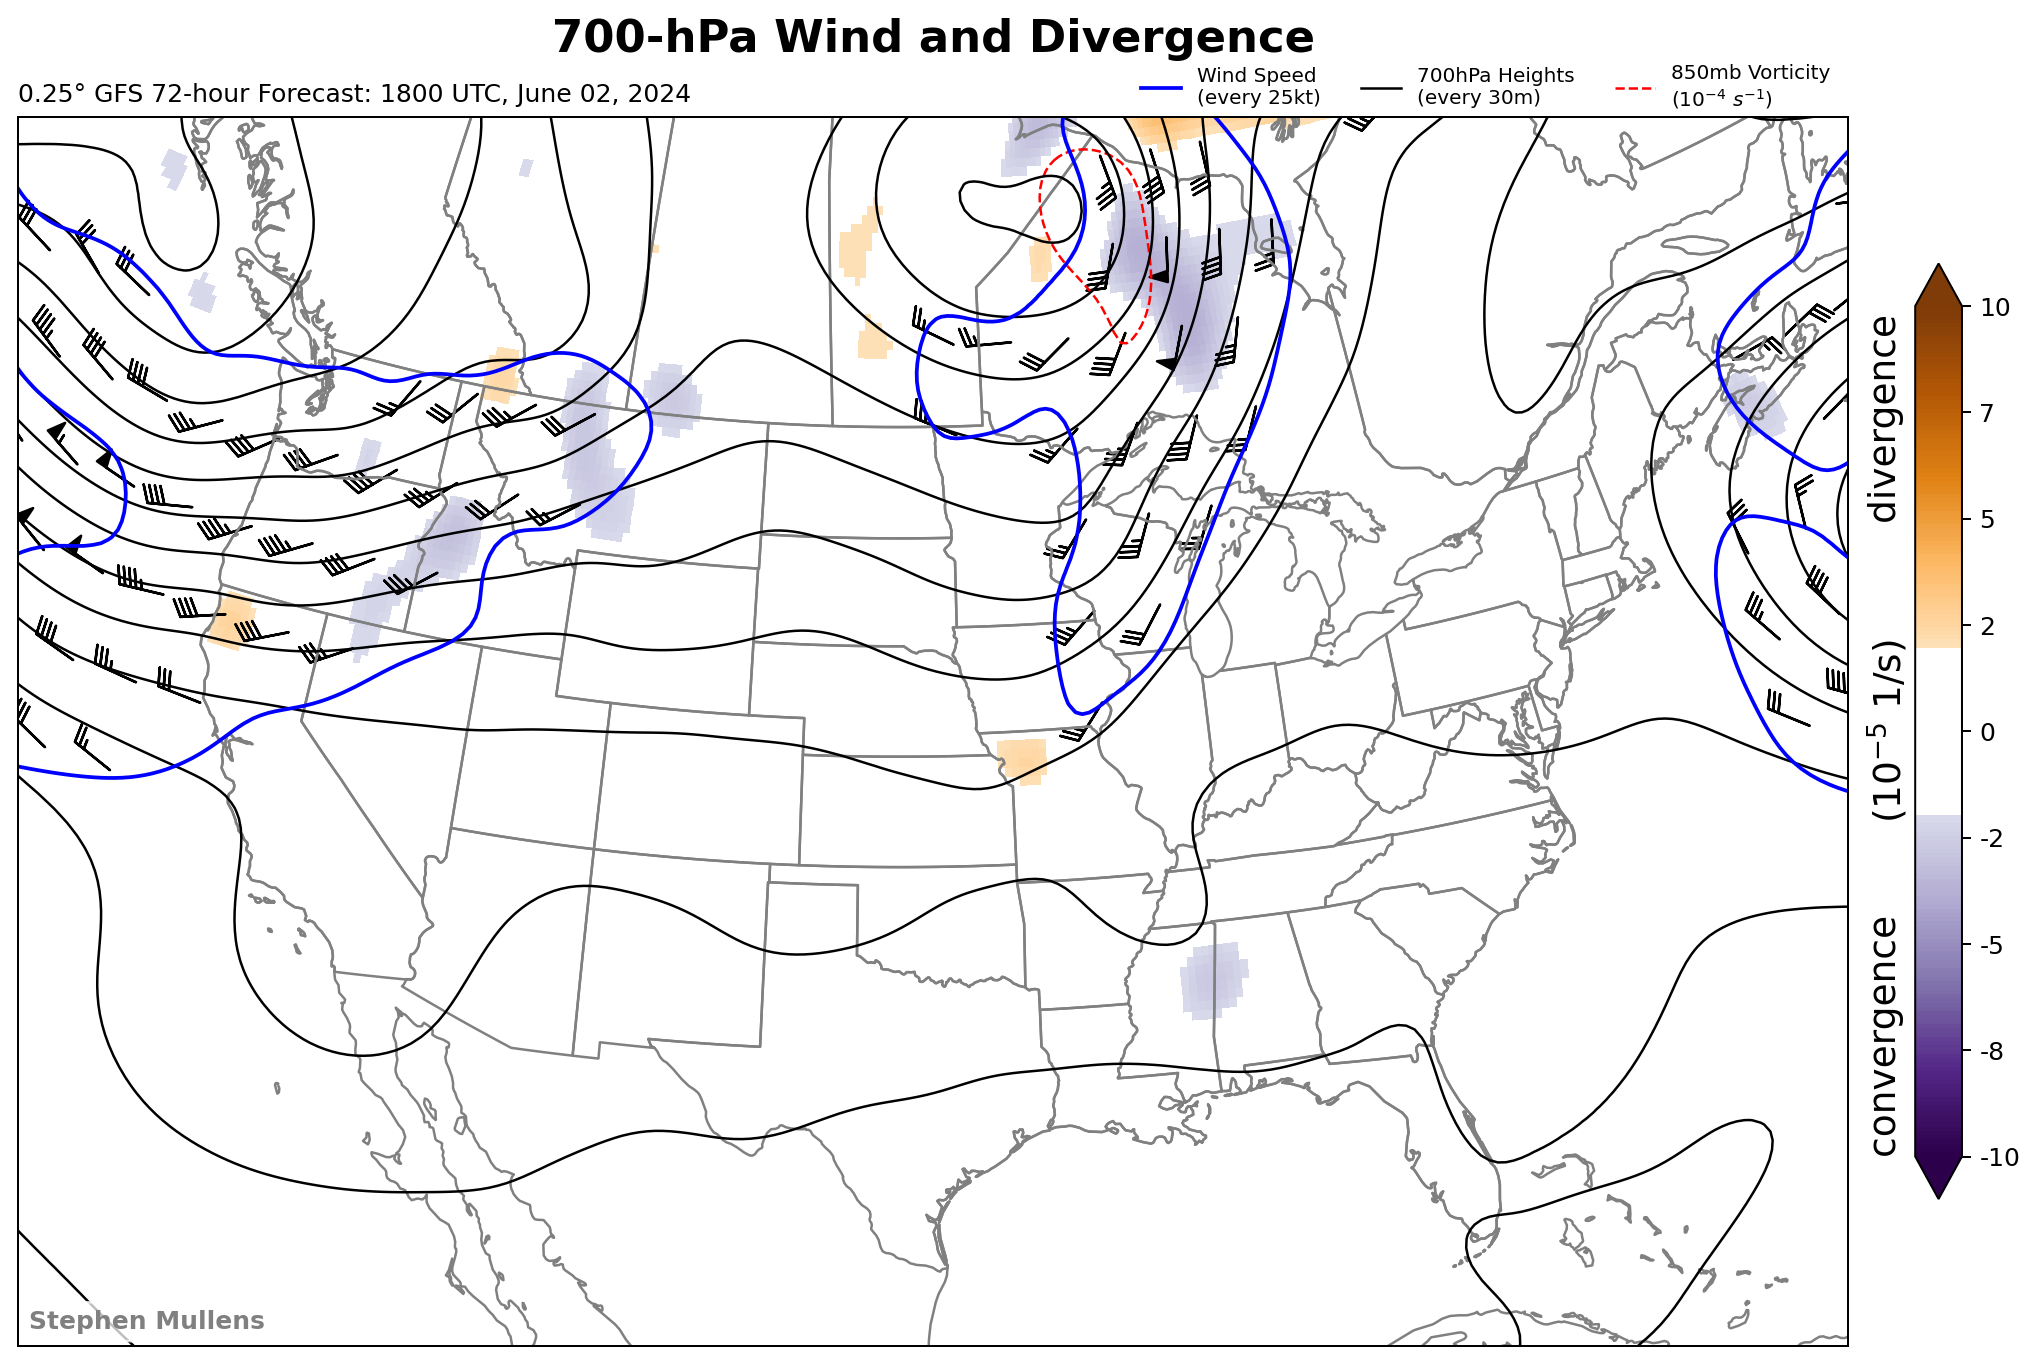 700-hPa Wind and Divergence
0.25° GFS 72-hour Forecast: 1800 UTC, June 02, 2024
Wind Speed
(every 25kt)
700hPa Heights
(every 30m)
850mb Vorticity
(10⁻⁴ s⁻¹)
10
7
5
2
0
-2
-5
-8
-10
convergence (10⁻⁵ 1/s) divergence
Stephen Mullens